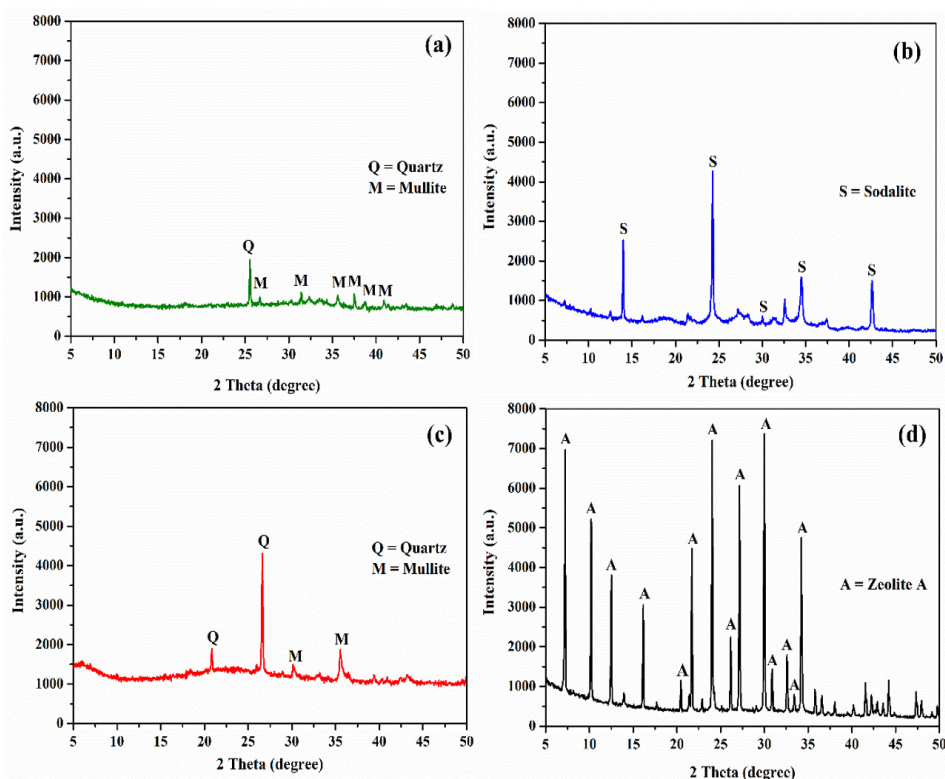 (a)
8000
7000
6000
5000
4000
3000
2000
1000
0
Intensity (a.u.)
Q = Quartz
M = Mullite
Q
M
M
M
M
M
M
5 10 15 20 25 30 35 40 45 50
2 Theta (degree)
(b)
8000
7000
6000
5000
4000
3000
2000
1000
0
Intensity (a.u.)
S = Sodalite
S
S
S
S
S
5 10 15 20 25 30 35 40 45 50
2 Theta (degree)
(c)
8000
7000
6000
5000
4000
3000
2000
1000
0
Intensity (a.u.)
Q = Quartz
M = Mullite
Q
Q
M
M
5 10 15 20 25 30 35 40 45 50
2 Theta (degree)
(d)
8000
7000
6000
5000
4000
3000
2000
1000
0
Intensity (a.u.)
A = Zeolite A
A
A
A
A
A
A
A
A
A
A
A
A
A
A
5 10 15 20 25 30 35 40 45 50
2 Theta (degree)